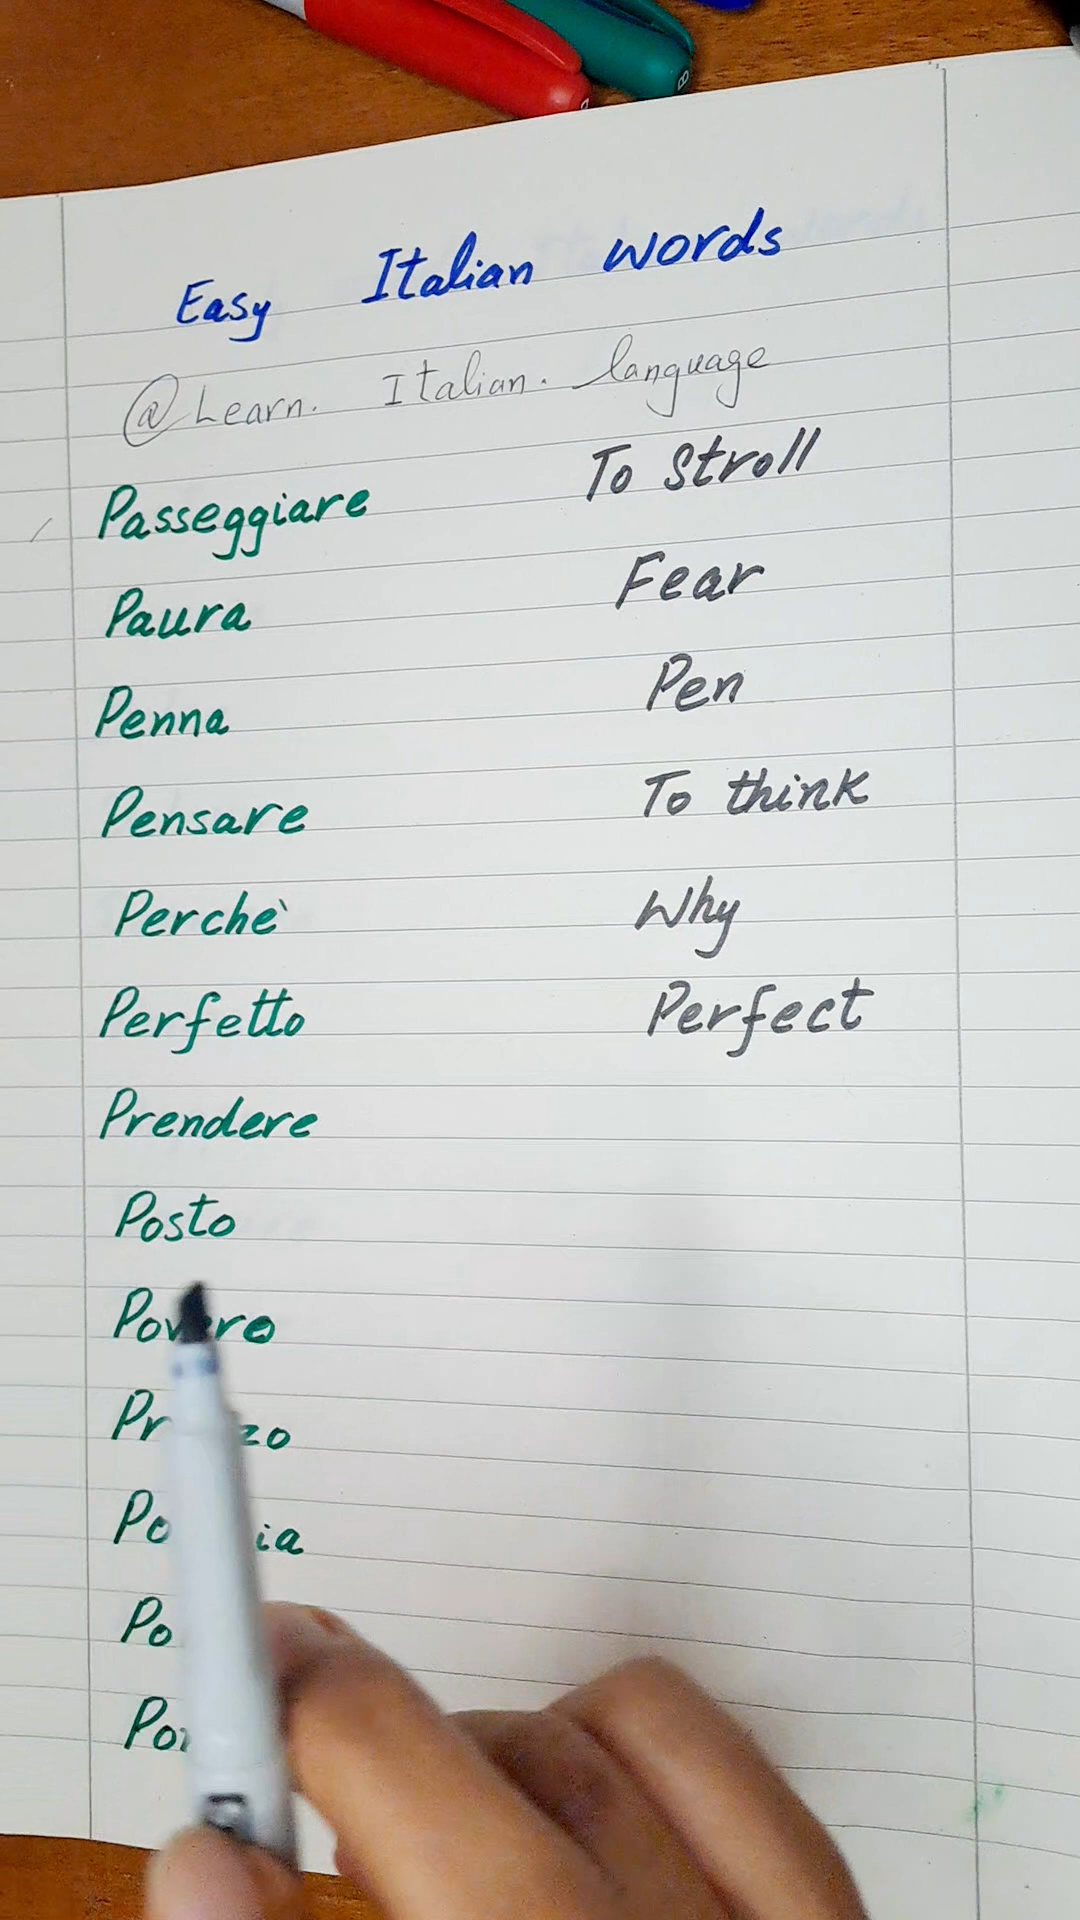 Easy Italian words
@Learn. Italian. language
Passeggiare To Stroll
Paura Fear
Penna Pen
Pensare To think
Perchè Why
Perfetto Perfect
Prendere
Posto